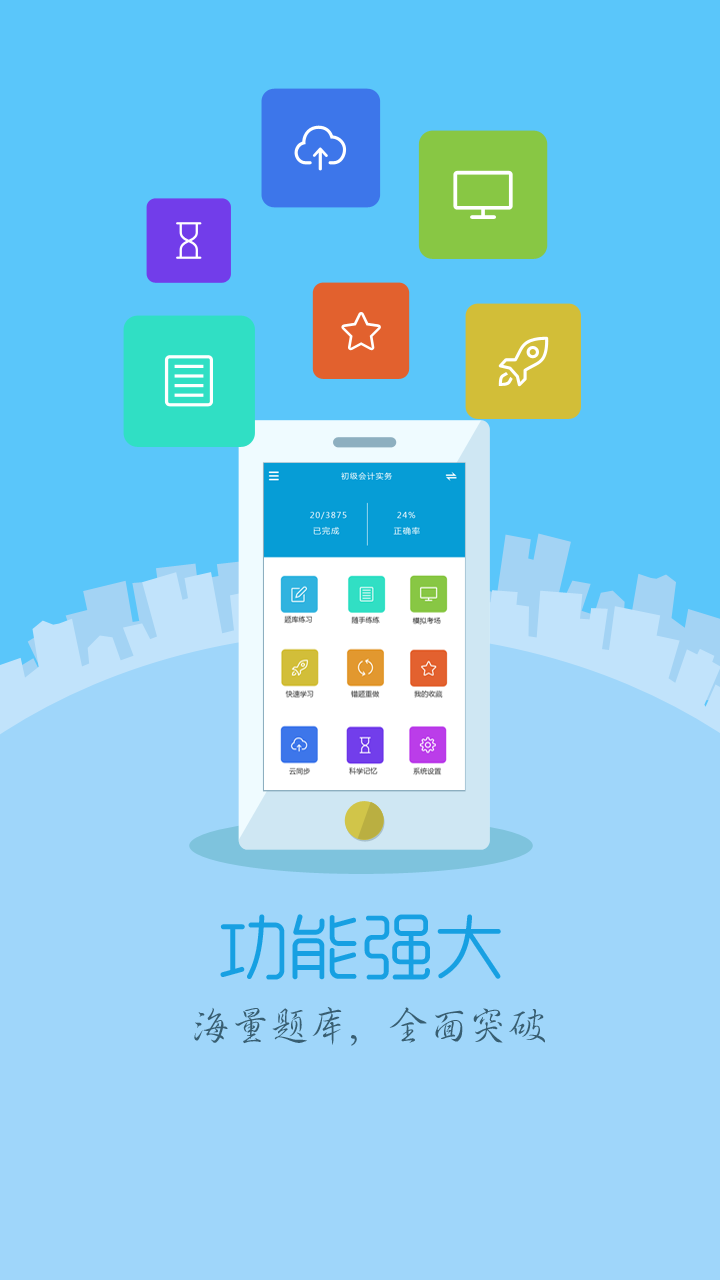 初级会计实务
20/3875 24%
已完成 正确率
题库练习 随手练练 模拟考场
快速学习 错题重做 我的收藏
云同步 科学记忆 系统设置
功能强大
海量题库，全面突破